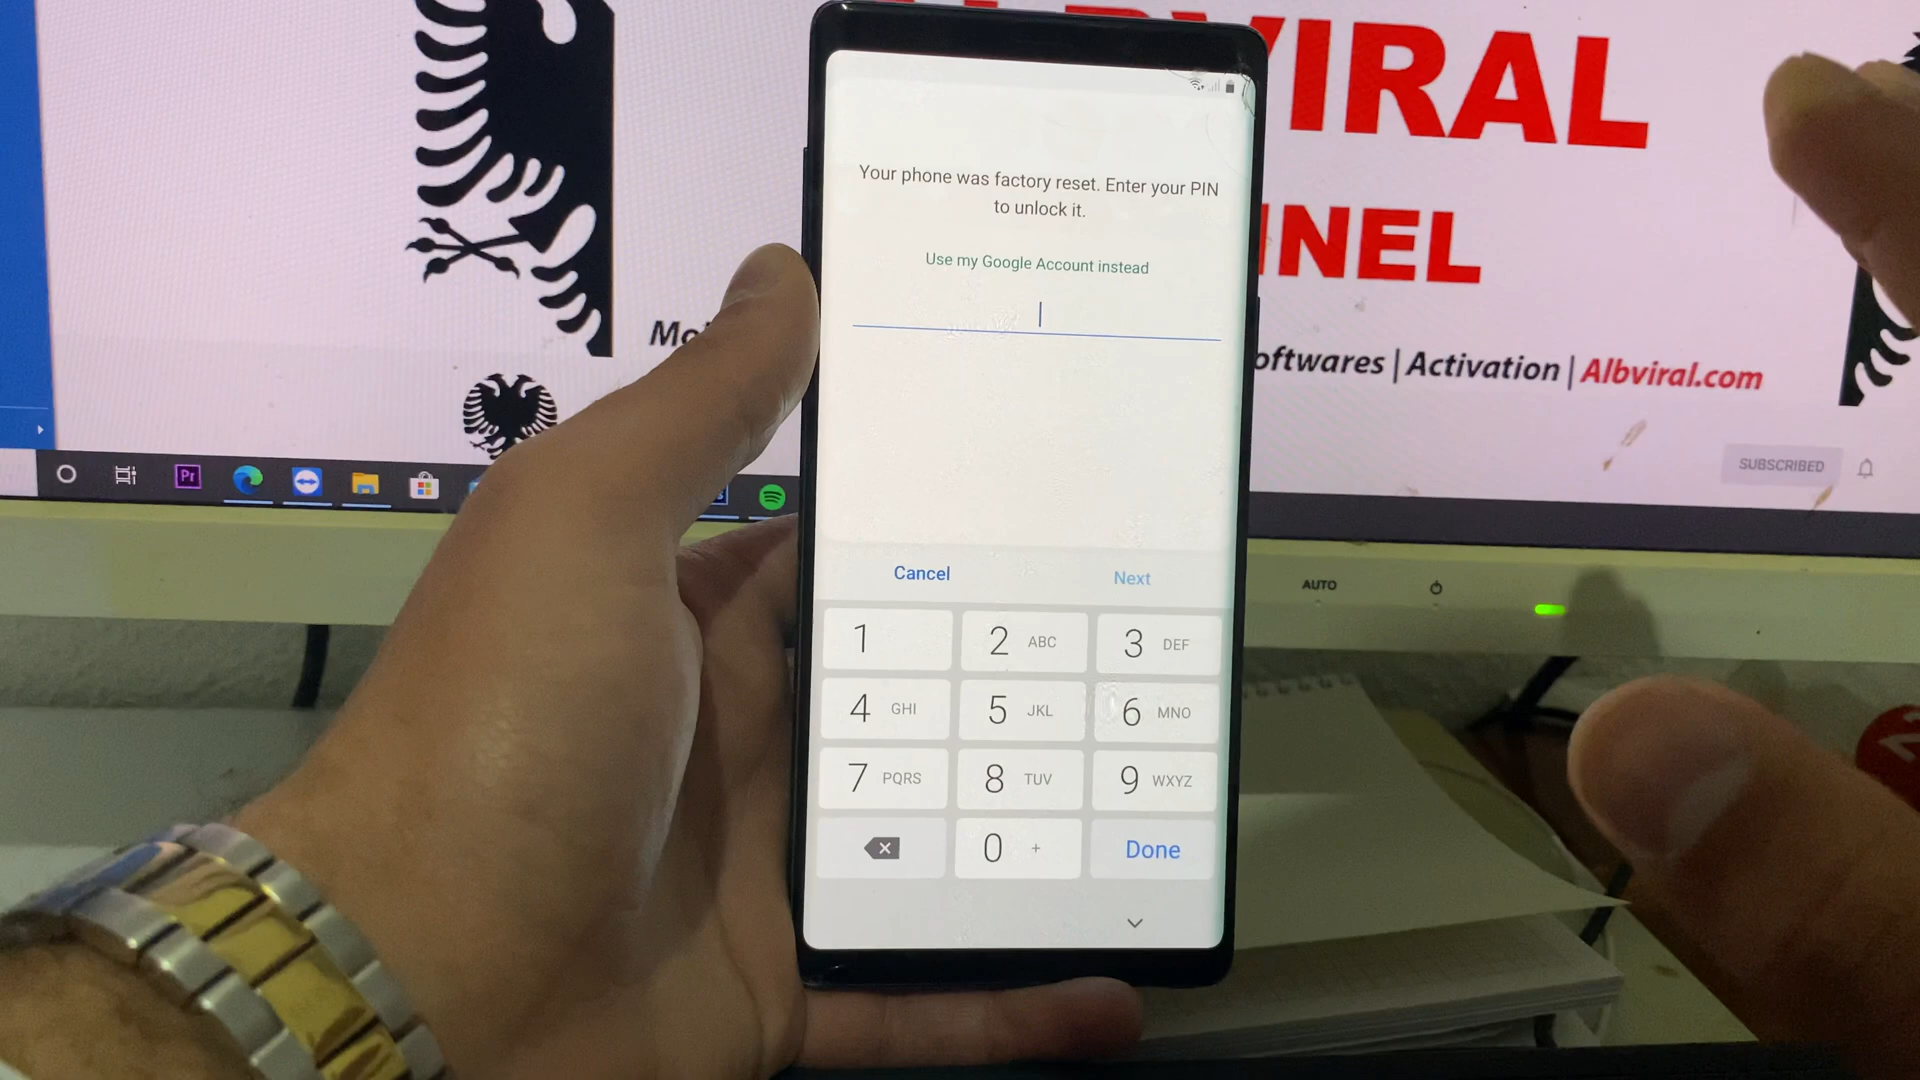 VIRAL
NEL
oftwares | Activation | Albviral.com
SUBSCRIBED
Pr
Your phone was factory reset. Enter your PIN
to unlock it.
Use my Google Account instead
Cancel
Next
1
2 ABC
3 DEF
4 GHI
5 JKL
6 MNO
7 PQRS
8 TUV
9 WXYZ
0 +
Done
AUTO